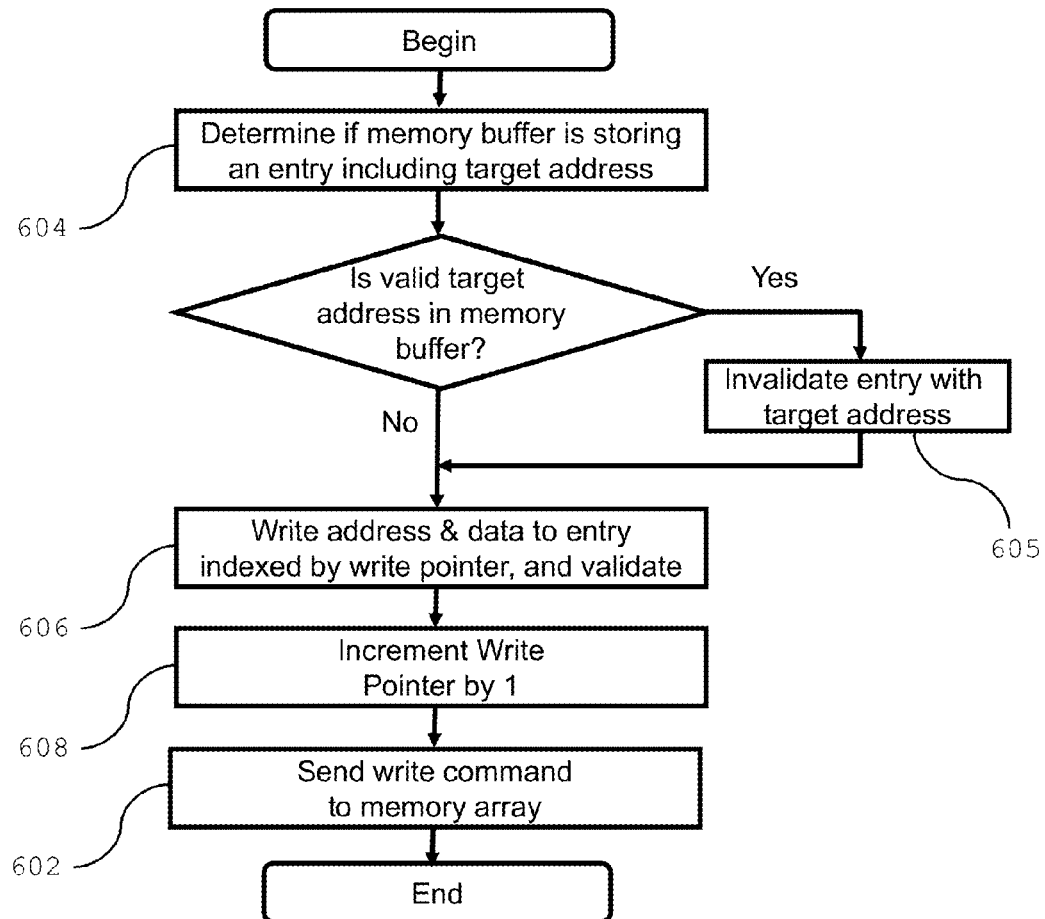 Begin
Determine if memory buffer is storing
an entry including target address
604
Is valid target
address in memory
buffer?
Yes
Invalidate entry with
target address
No
605
Write address & data to entry
indexed by write pointer, and validate
606
Increment Write
Pointer by 1
608
Send write command
to memory array
602
End